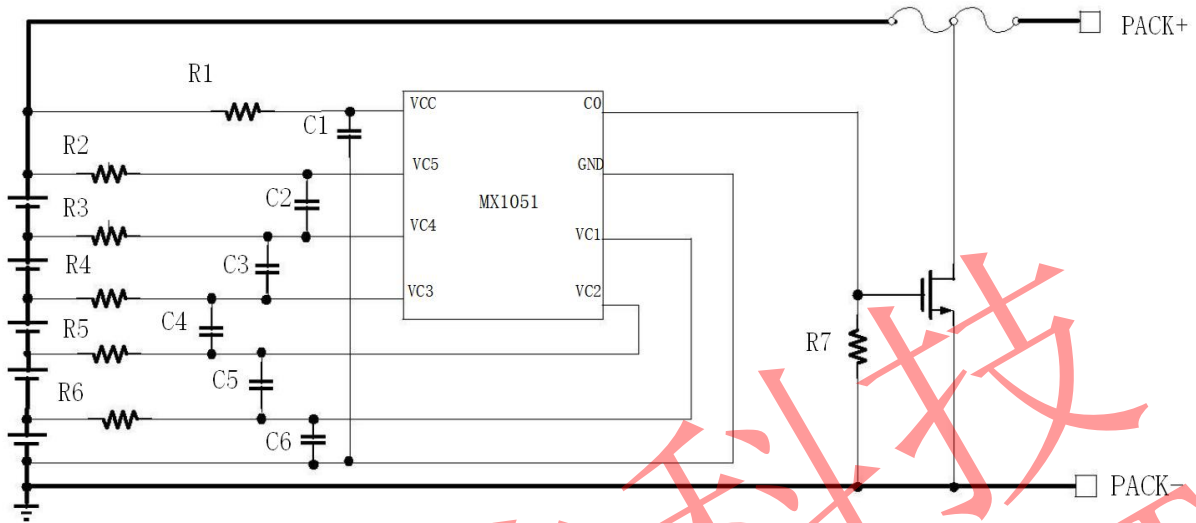 PACK+
R1
VCC
CO
C1
R2
VC5
GND
C2
MX1051
R3
VC4
VC1
C3
R4
VC3
VC2
C4
R5
R7
C5
R6
C6
PACK-
科技